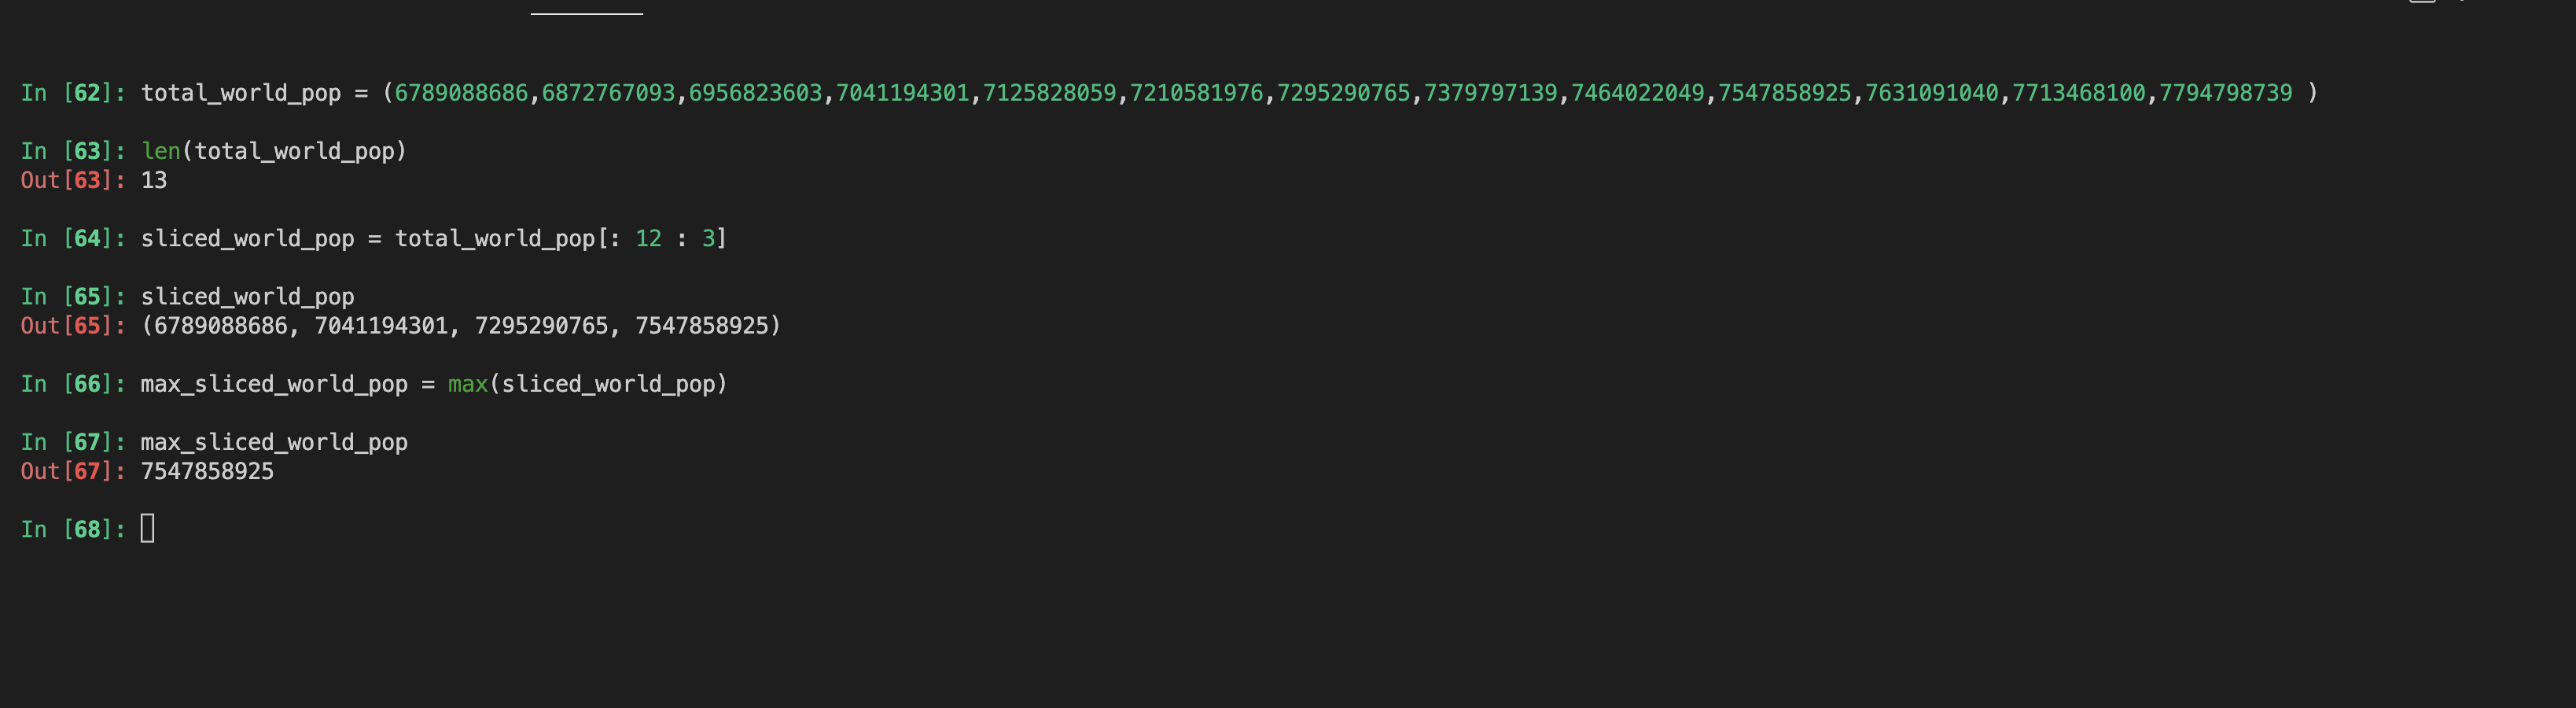 In [62]: total_world_pop = (6789088686,6872767093,6956823603,7041194301,7125828059,7210581976,7295290765,7379797139,7464022049,7547858925,7631091040,7713468100,7794798739 )
In [63]: len(total_world_pop)
Out[63]: 13
In [64]: sliced_world_pop = total_world_pop[: 12 : 3]
In [65]: sliced_world_pop
Out[65]: (6789088686, 7041194301, 7295290765, 7547858925)
In [66]: max_sliced_world_pop = max(sliced_world_pop)
In [67]: max_sliced_world_pop
Out[67]: 7547858925
In [68]: